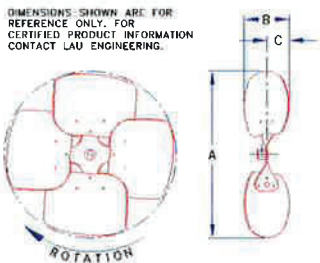 DIMENSIONS SHOWN ARE FOR
REFERENCE ONLY. FOR
CERTIFIED PRODUCT INFORMATION
CONTACT LAU ENGINEERING.
B
C
A
ROTATION